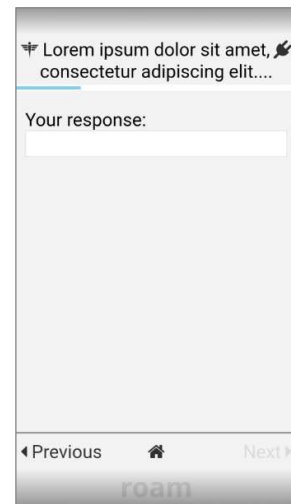 Lorem ipsum dolor sit amet,
consectetur adipiscing elit....
Your response:
Previous
Next
roam